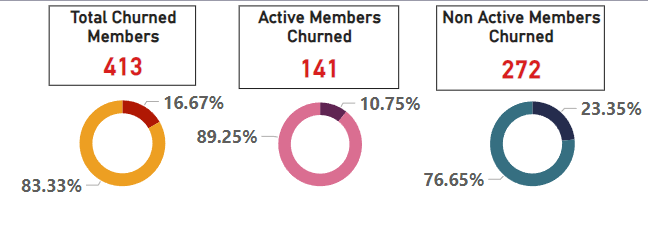 Total Churned
Members
413
Active Members
Churned
141
Non Active Members
Churned
272
16.67%
83.33%
10.75%
89.25%
23.35%
76.65%